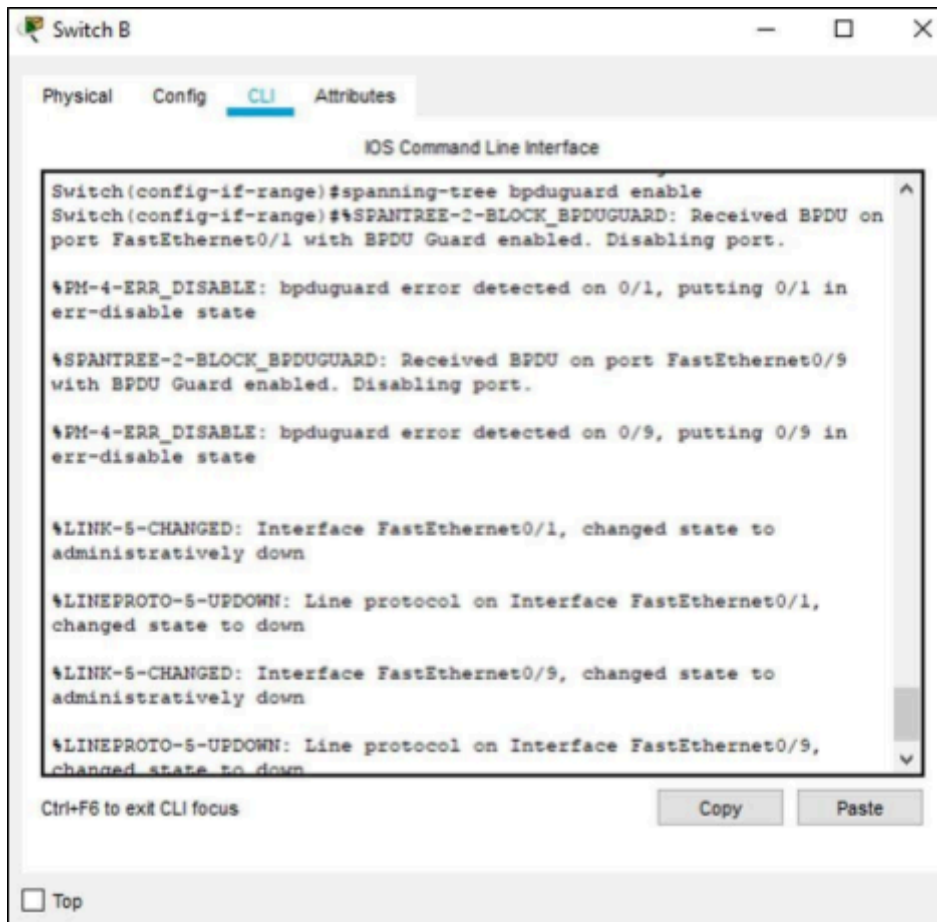 Switch B
Physical Config CLI Attributes
IOS Command Line Interface
Switch(config-if-range)#spanning-tree bpduguard enable
Switch(config-if-range)#%SPANTREE-2-BLOCK_BPDUGUARD: Received BPDU on
port FastEthernet0/1 with BPDU Guard enabled. Disabling port.
%PM-4-ERR_DISABLE: bpduguard error detected on 0/1, putting 0/1 in
err-disable state
%SPANTREE-2-BLOCK_BPDUGUARD: Received BPDU on port FastEthernet0/9
with BPDU Guard enabled. Disabling port.
%PM-4-ERR_DISABLE: bpduguard error detected on 0/9, putting 0/9 in
err-disable state
%LINK-5-CHANGED: Interface FastEthernet0/1, changed state to
administratively down
%LINEPROTO-5-UPDOWN: Line protocol on Interface FastEthernet0/1,
changed state to down
%LINK-5-CHANGED: Interface FastEthernet0/9, changed state to
administratively down
%LINEPROTO-5-UPDOWN: Line protocol on Interface FastEthernet0/9,
changed state to down
Ctrl+F6 to exit CLI focus
Copy Paste
Top